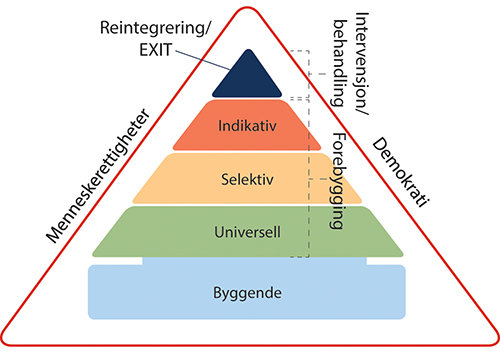 Reintegrering/
EXIT
Intervensjon/
behandling
Menneskerettigheter
Demokrati
Indikativ
Forebygging
Selektiv
Universell
Byggende